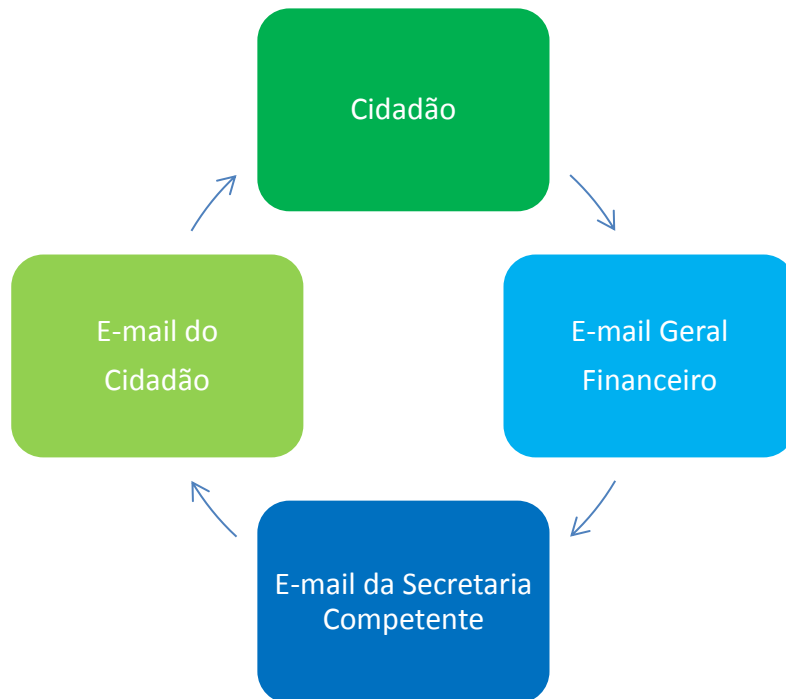 Cidadão
E-mail do
Cidadão
E-mail Geral
Financeiro
E-mail da Secretaria
Competente